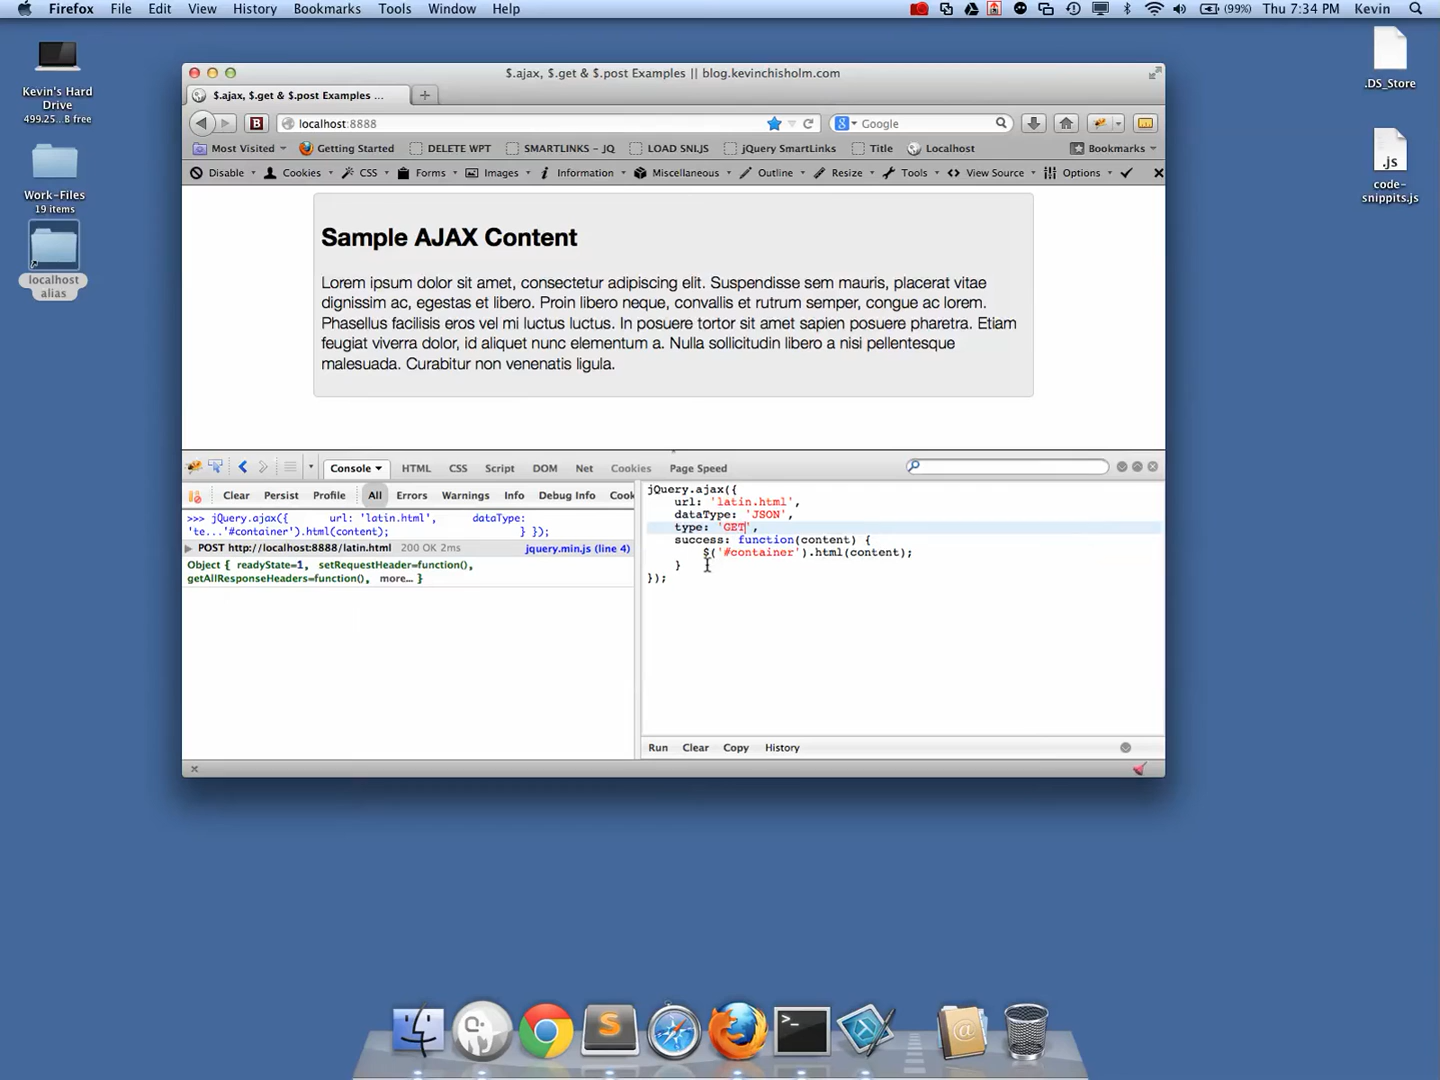 Firefox File Edit View History Bookmarks Tools Window Help (99%) Thu 7:34 PM Kevin
Kevin's Hard Drive
499.25...B free
Work-Files
19 items
localhost alias
.DS_Store
.js
code-snippits.js
$.ajax, $.get & $.post Examples || blog.kevinchisholm.com
$.ajax, $.get & $.post Examples ...
B localhost:8888 Google
Most Visited Getting Started DELETE WPT SMARTLINKS - JQ LOAD SNI.JS jQuery SmartLinks Title Localhost Bookmarks
Disable Cookies CSS Forms Images Information Miscellaneous Outline Resize Tools View Source Options
Sample AJAX Content
Lorem ipsum dolor sit amet, consectetur adipiscing elit. Suspendisse sem mauris, placerat vitae
dignissim ac, egestas et libero. Proin libero neque, convallis et rutrum semper, congue ac lorem.
Phasellus facilisis eros vel mi luctus luctus. In posuere tortor sit amet sapien posuere pharetra. Etiam
feugiat viverra dolor, id aliquet nunc elementum a. Nulla sollicitudin libero a nisi pellentesque
malesuada. Curabitur non venenatis ligula.
Console HTML CSS Script DOM Net Cookies Page Speed
Clear Persist Profile All Errors Warnings Info Debug Info Cook
>>> jQuery.ajax({ url: 'latin.html', dataType:
'te...'#container').html(content); } });
POST http://localhost:8888/latin.html 200 OK 2ms jquery.min.js (line 4)
Object { readyState=1, setRequestHeader=function(),
getAllResponseHeaders=function(), more... }
jQuery.ajax({
url: 'latin.html',
dataType: 'JSON',
type: 'GET',
success: function(content) {
$('#container').html(content);
}
});
Run Clear Copy History